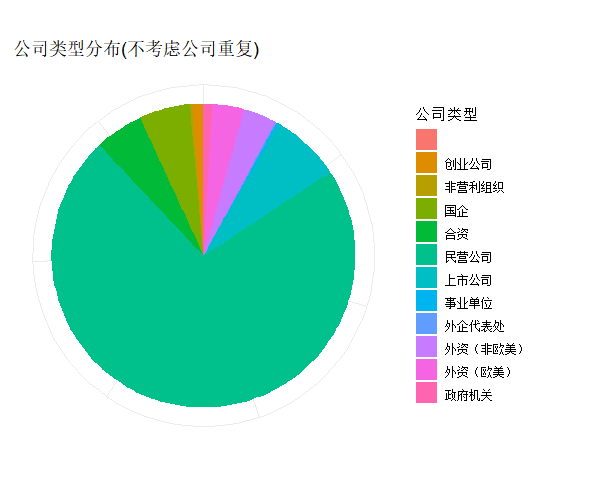 公司类型分布(不考虑公司重复)
公司类型
创业公司
非营利组织
国企
合资
民营公司
上市公司
事业单位
外企代表处
外资（非欧美）
外资（欧美）
政府机关